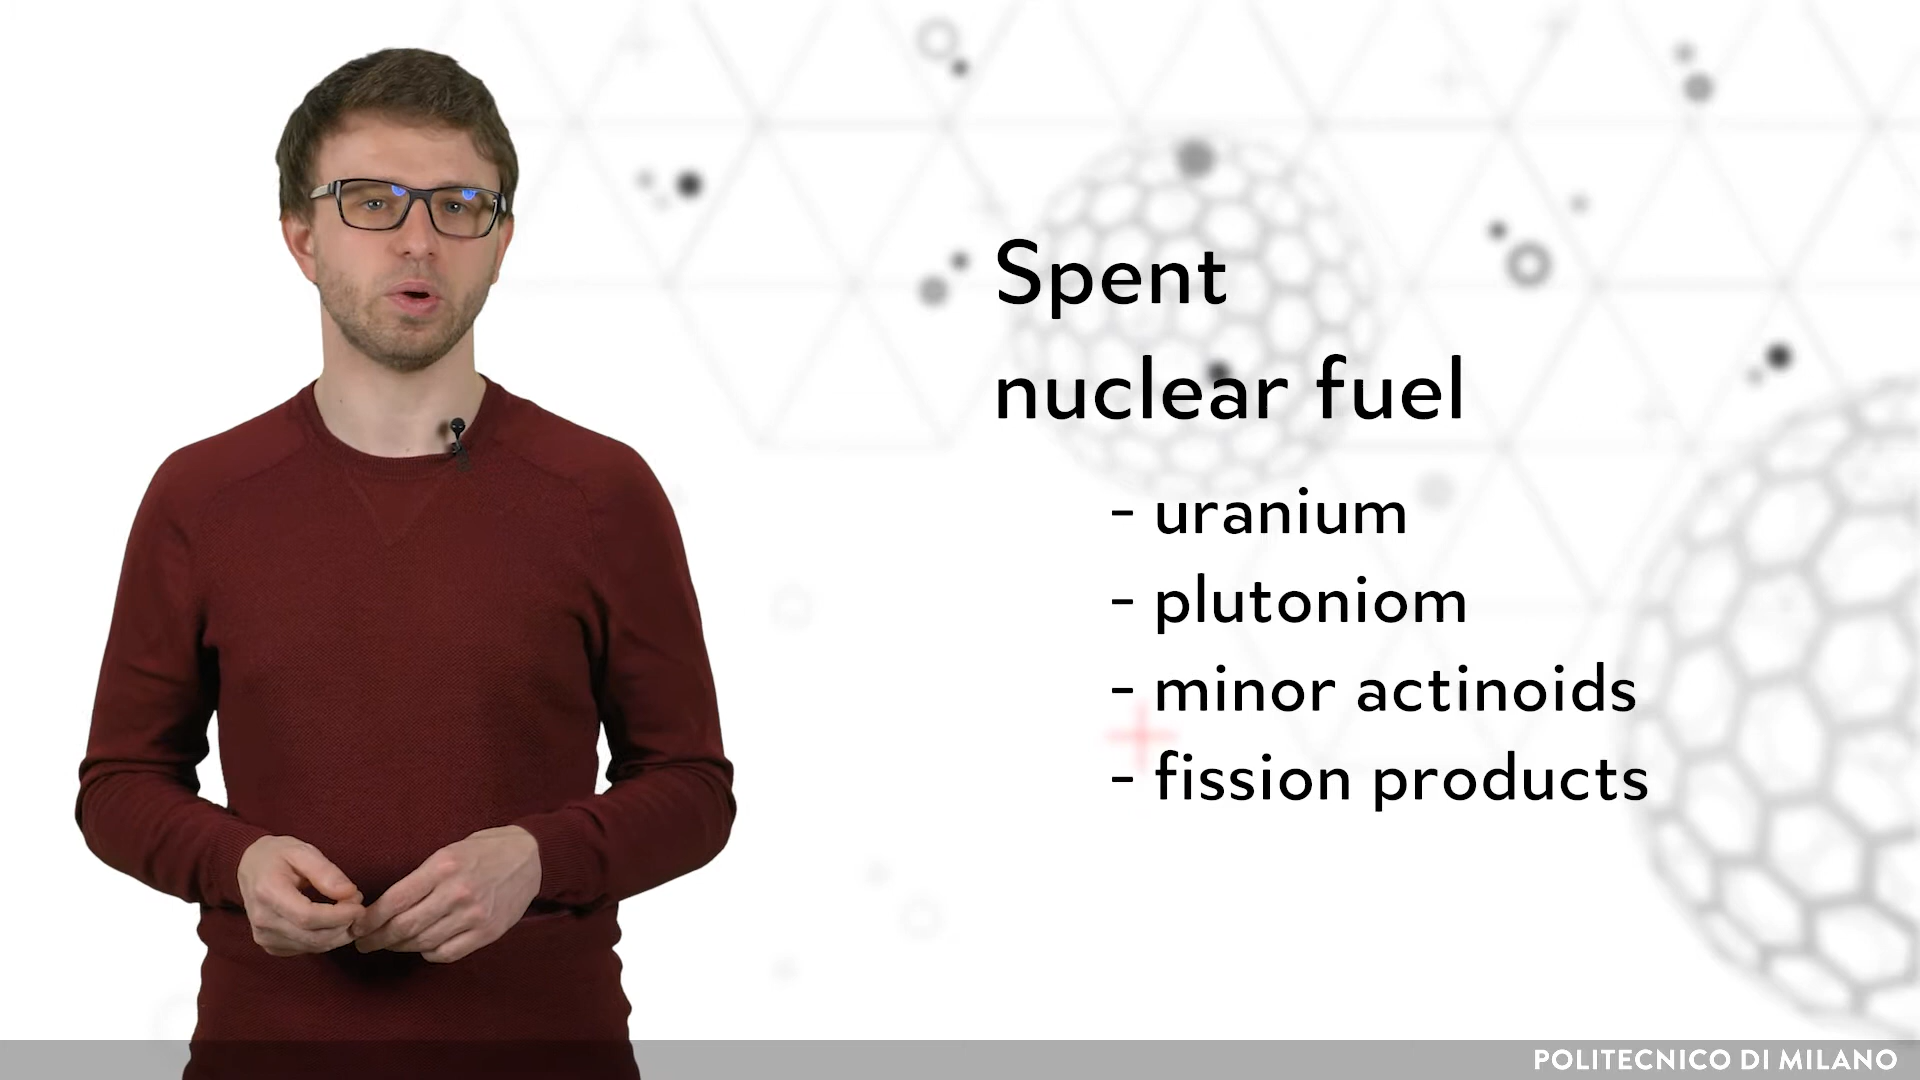 Spent
nuclear fuel
- uranium
- plutoniom
- minor actinoids
- fission products
POLITECNICO DI MILANO